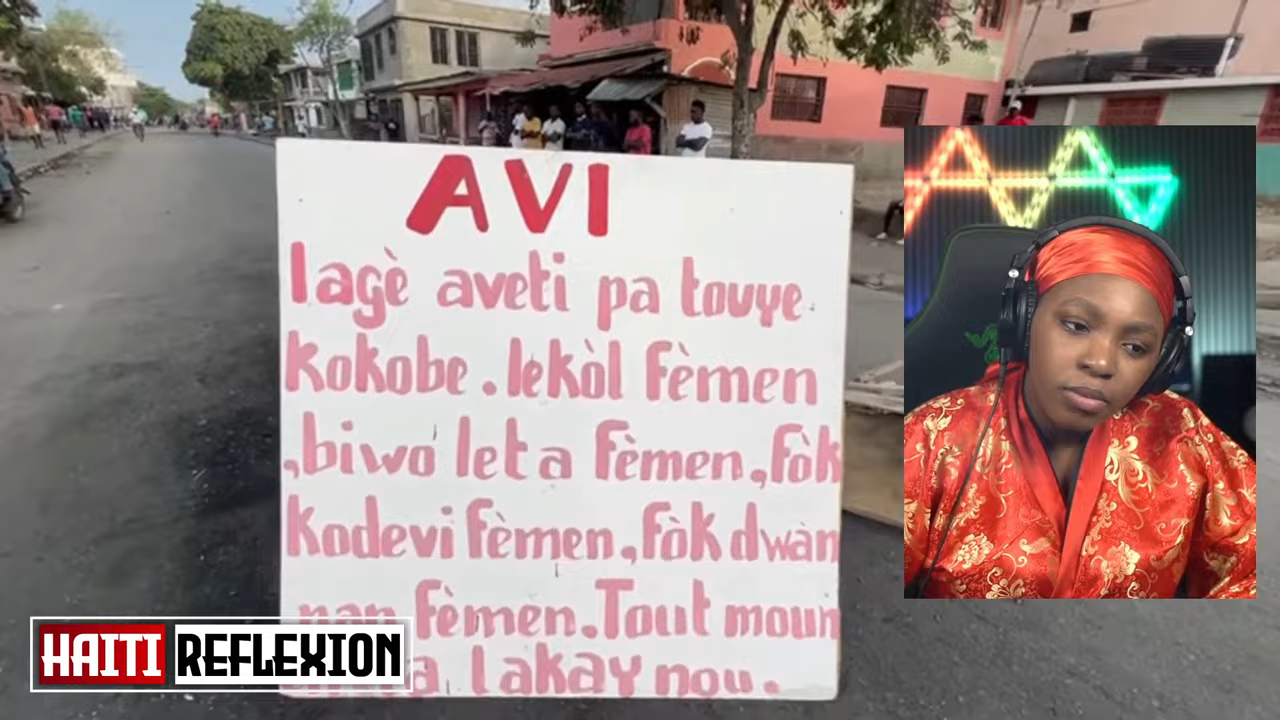 AVI
lagè aveti pa touye
kokobe. lekòl fèmen
,biwo leta fèmen, fòk
kodevi fèmen, fòk dwàn
fèmen. Tout moun
lakay nou.
HAITI REFLEXION